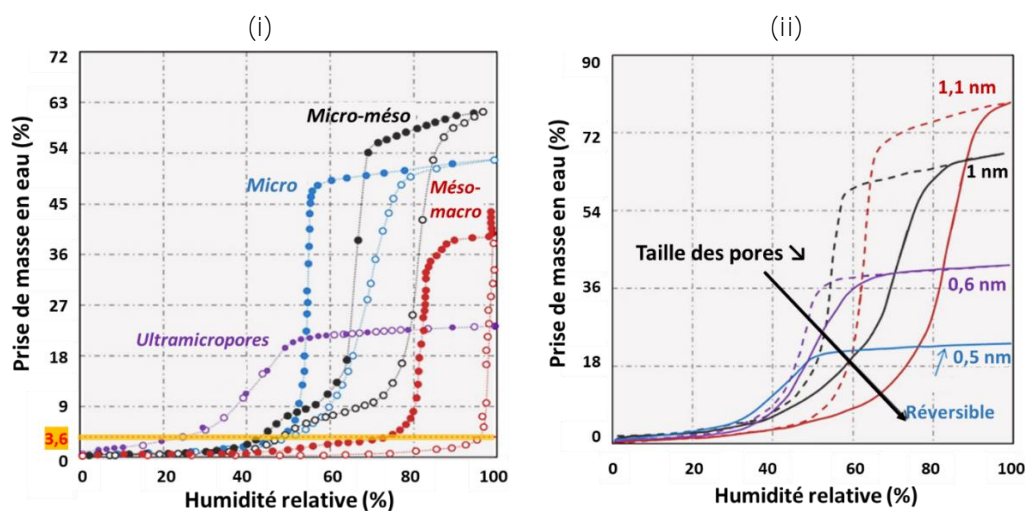 (i)
(ii)
Prise de masse en eau (%)
72
63
54
45
36
27
18
9
3,6
0
Micro-méso
Micro
Méso-
macro
Ultramicropores
0 20 40 60 80 100
Humidité relative (%)
Prise de masse en eau (%)
90
72
54
36
18
0
1,1 nm
1 nm
Taille des pores ↘
0,6 nm
0,5 nm
Réversible
0 20 40 60 80 100
Humidité relative (%)